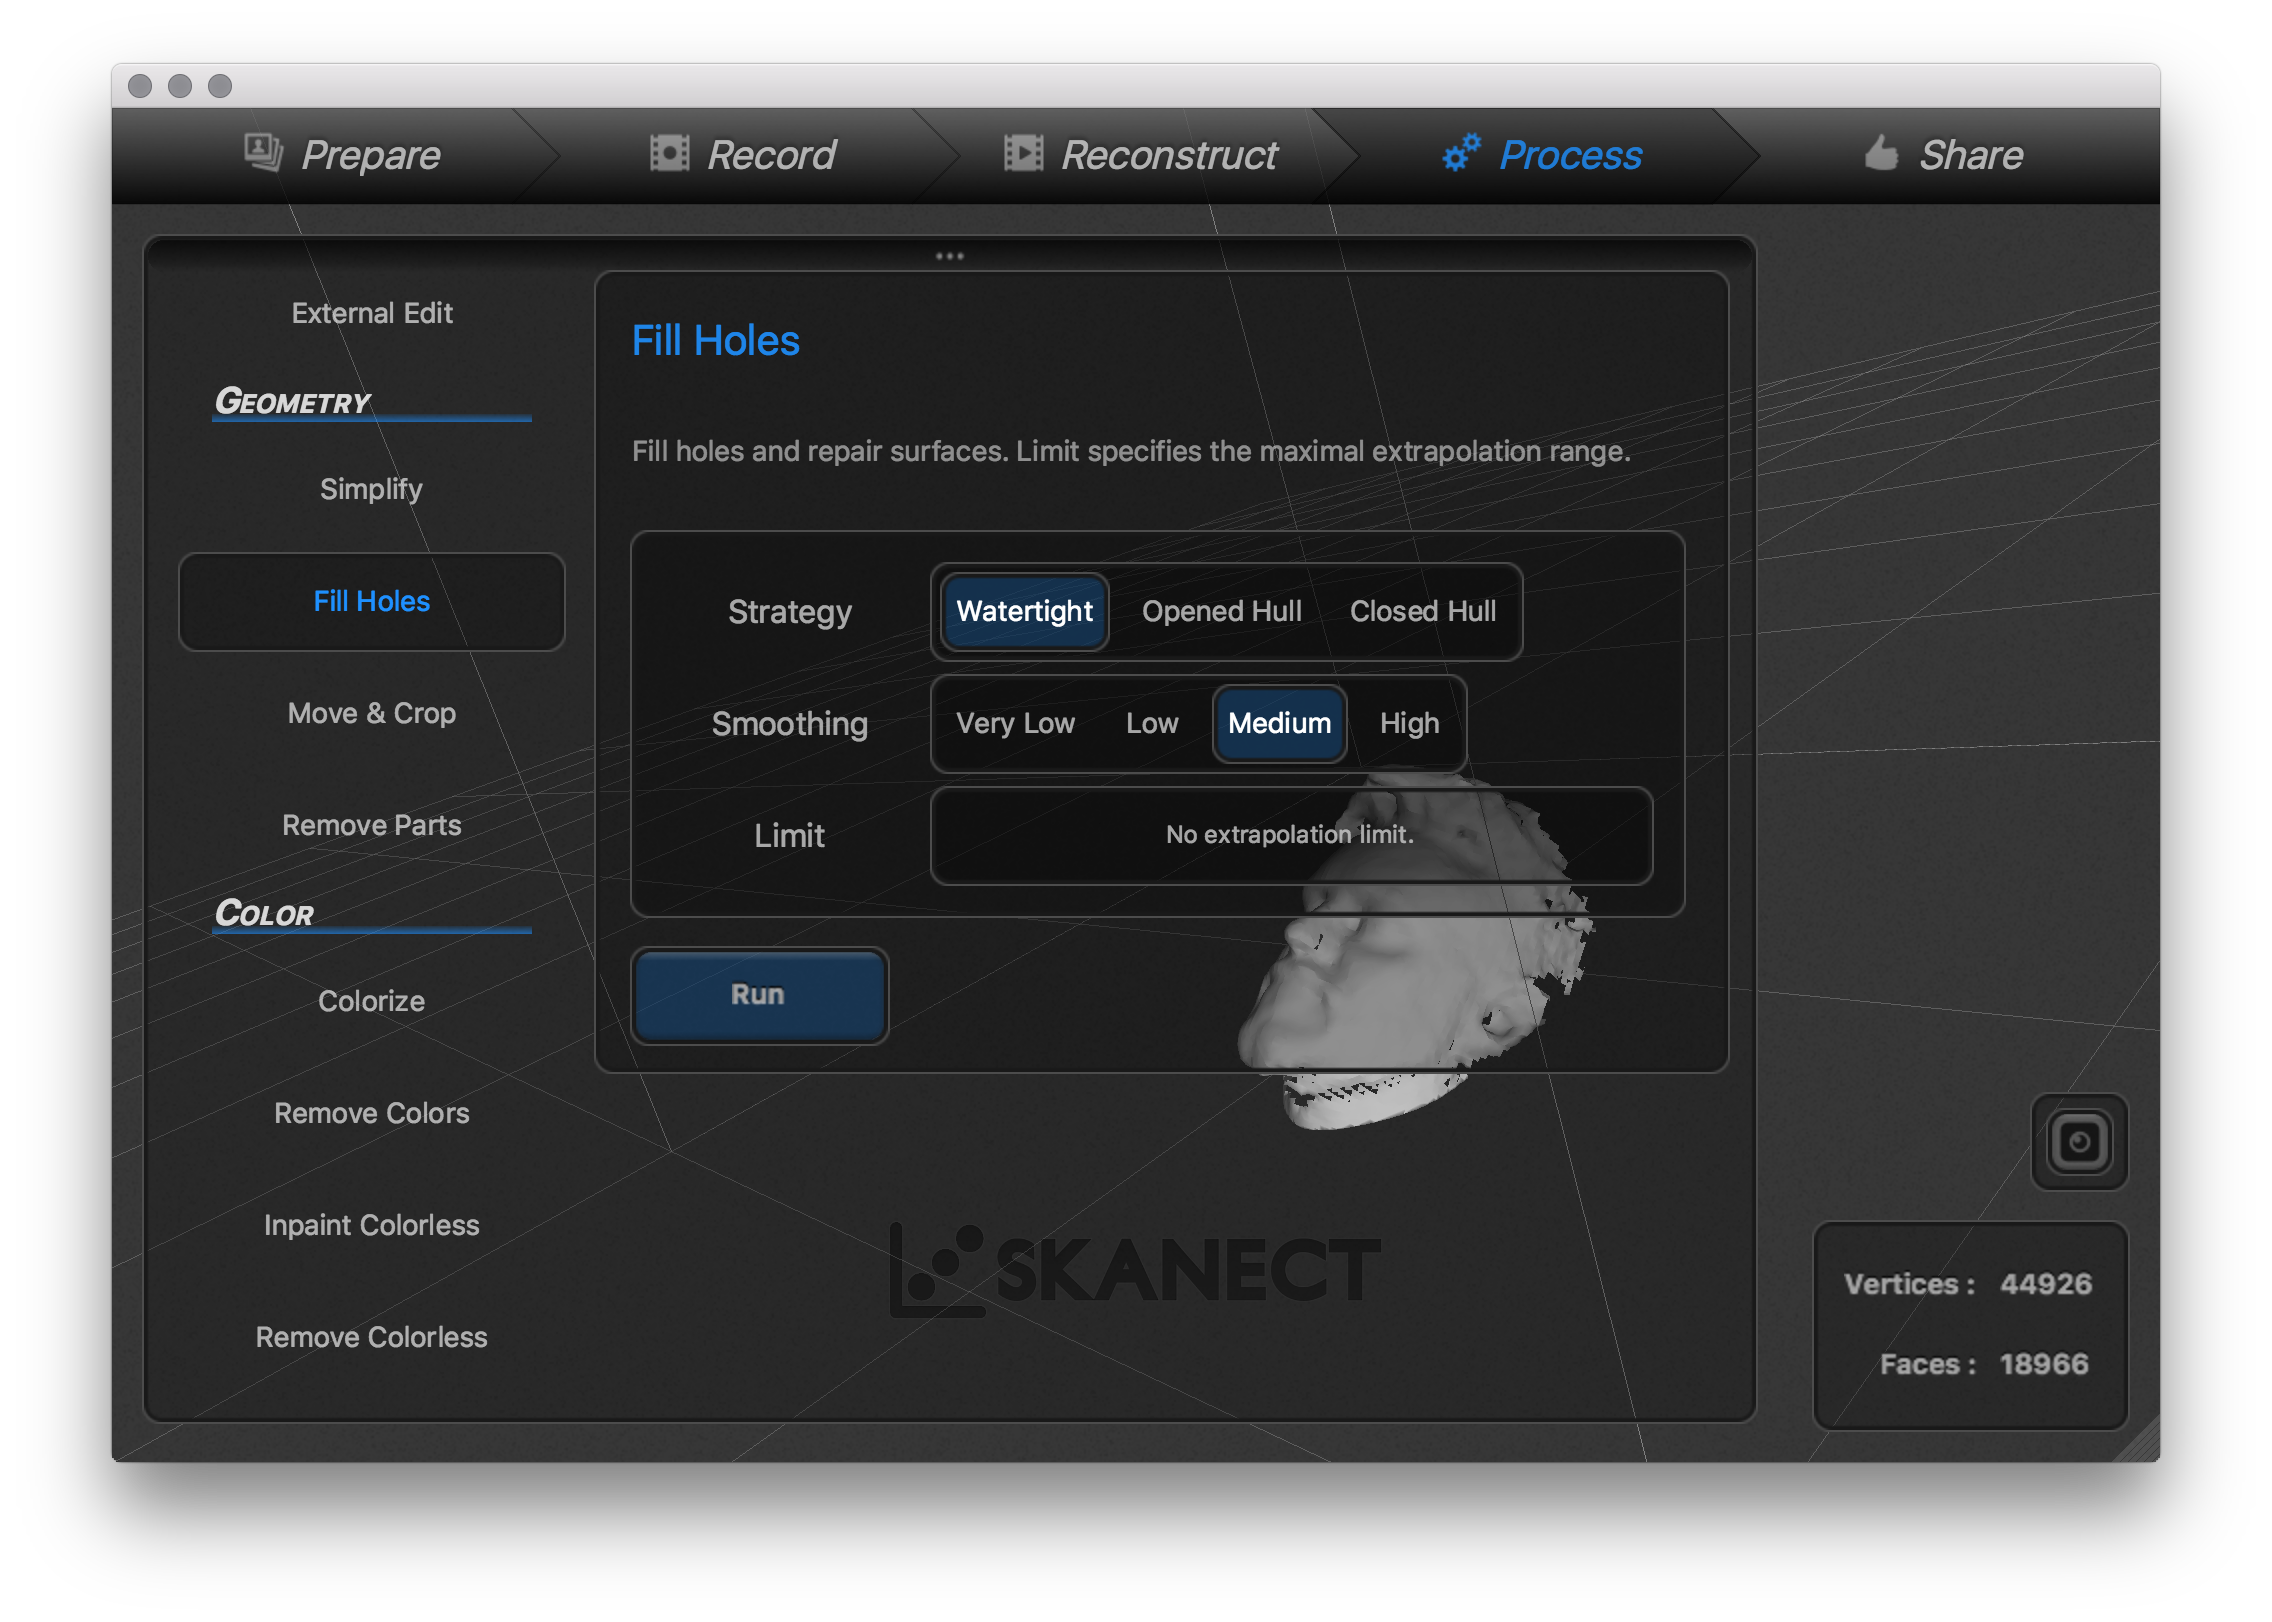 Prepare
Record
Reconstruct
Process
Share
External Edit
GEOMETRY
Simplify
Fill Holes
Move & Crop
Remove Parts
COLOR
Colorize
Remove Colors
Inpaint Colorless
Remove Colorless
Fill Holes
Fill holes and repair surfaces. Limit specifies the maximal extrapolation range.
Strategy Watertight Opened Hull Closed Hull
Smoothing Very Low Low Medium High
Limit No extrapolation limit.
Run
SKANECT
Vertices : 44926
Faces : 18966